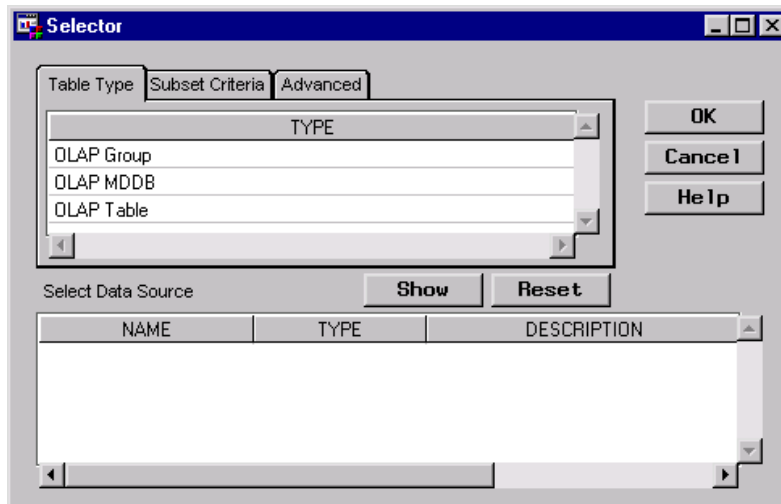 Selector
Table Type Subset Criteria Advanced
TYPE
OLAP Group
OLAP MDDB
OLAP Table
OK
Cancel
Help
Select Data Source Show Reset
NAME TYPE DESCRIPTION